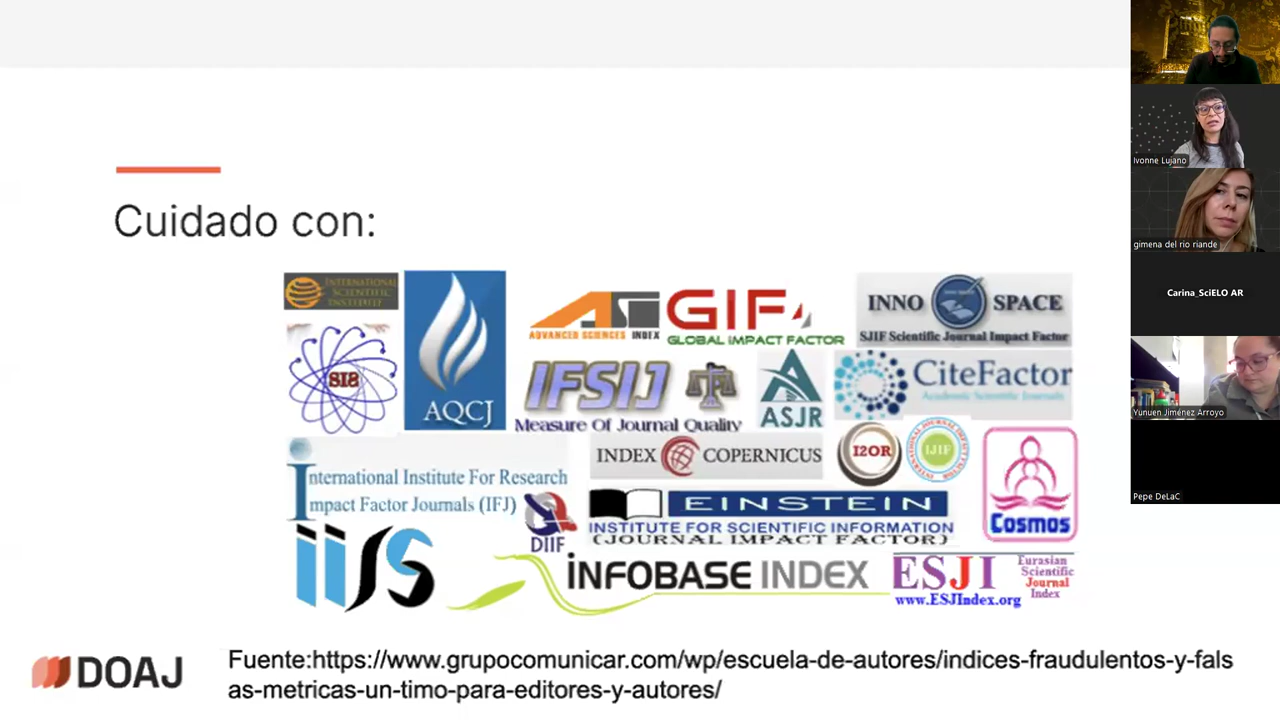 Cuidado con:
INTERNATIONAL
SCIENTIFIC
INSTITUTE
SIS
AQCJ
ASI
ADVANCED SCIENCES INDEX
GIF
GLOBAL IMPACT FACTOR
INNO SPACE
SJIF Scientific Journal Impact Factor
IFSIJ
Measure Of Journal Quality
ASJR
CiteFactor
Academic Scientific Journals
International Institute For Research
Impact Factor Journals (IFJ)
INDEX COPERNICUS
I2OR
IJIF
Cosmos
DIIF
EINSTEIN
INSTITUTE FOR SCIENTIFIC INFORMATION
(JOURNAL IMPACT FACTOR)
iijs
iNFOBASE INDEX
ESJI
Eurasian
Scientific
Journal
Index
www.ESJIndex.org
DOAJ
Fuente:https://www.grupocomunicar.com/wp/escuela-de-autores/indices-fraudulentos-y-fals
as-metricas-un-timo-para-editores-y-autores/
Ivonne Lujano
gimena del rio riande
Carina_SciELO AR
Yunuen Jiménez Arroyo
Pepe DeLaC